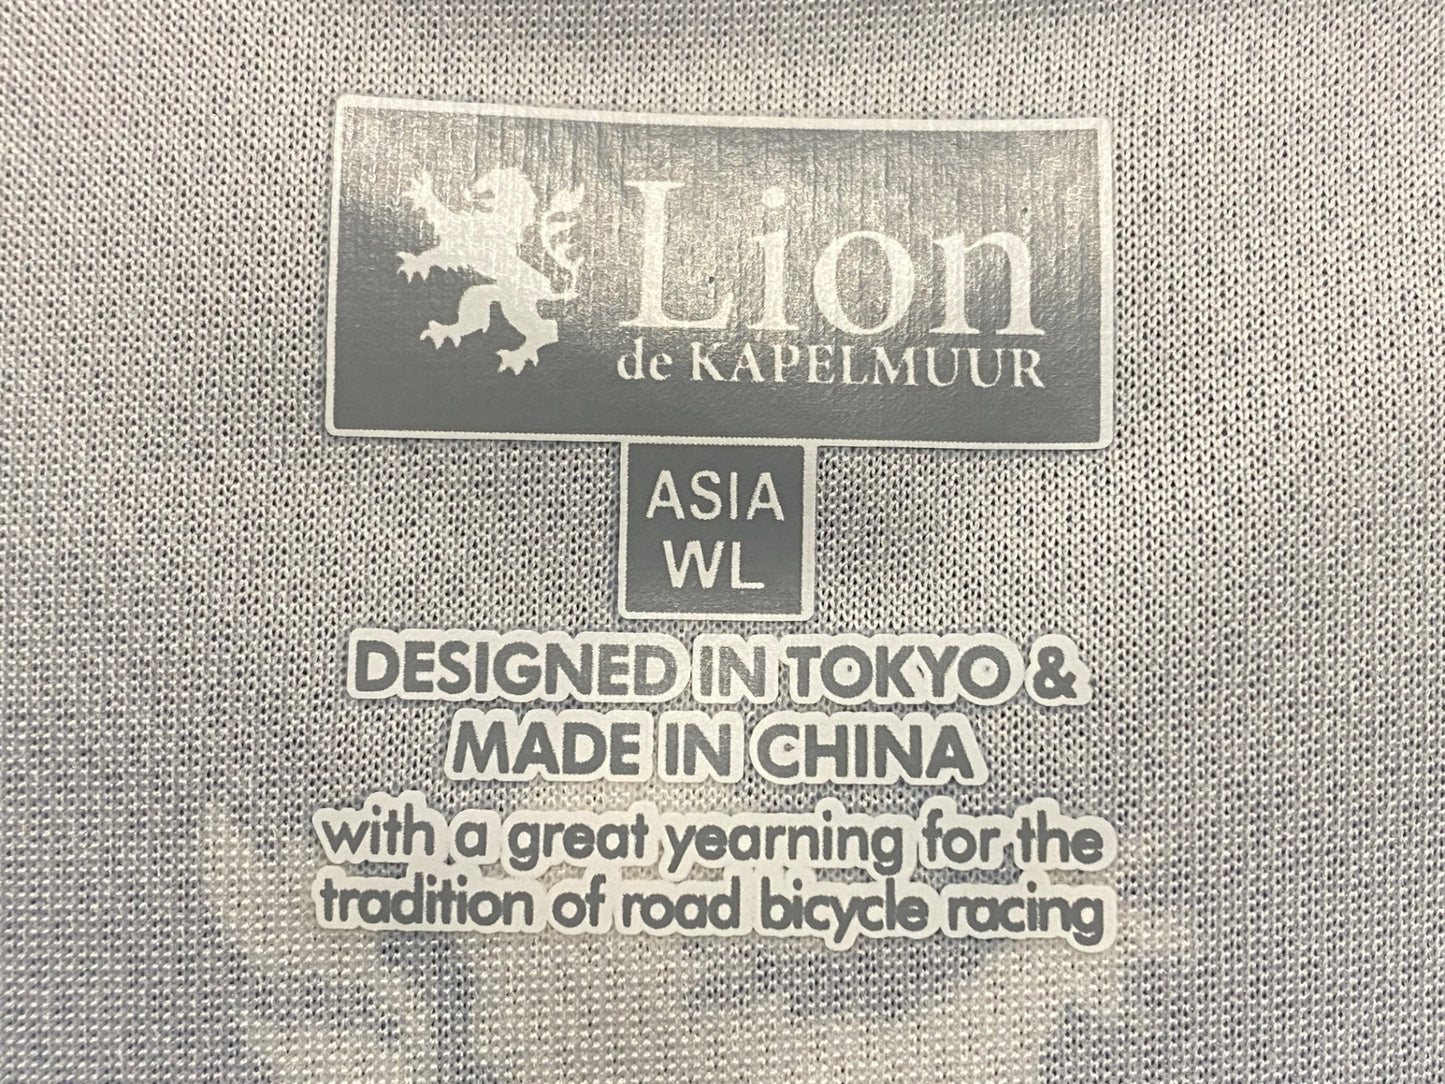 Lion
de KAPELMUUR
ASIA
WL
DESIGNED IN TOKYO &
MADE IN CHINA
with a great yearning for the
tradition of road bicycle racing